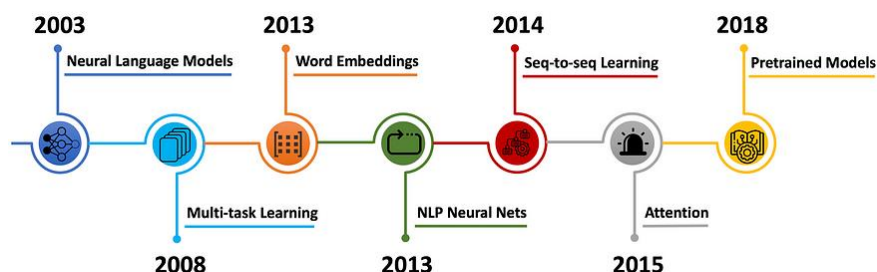 2003
2013
2014
2018
Neural Language Models
Word Embeddings
Seq-to-seq Learning
Pretrained Models
Multi-task Learning
NLP Neural Nets
Attention
2008
2013
2015